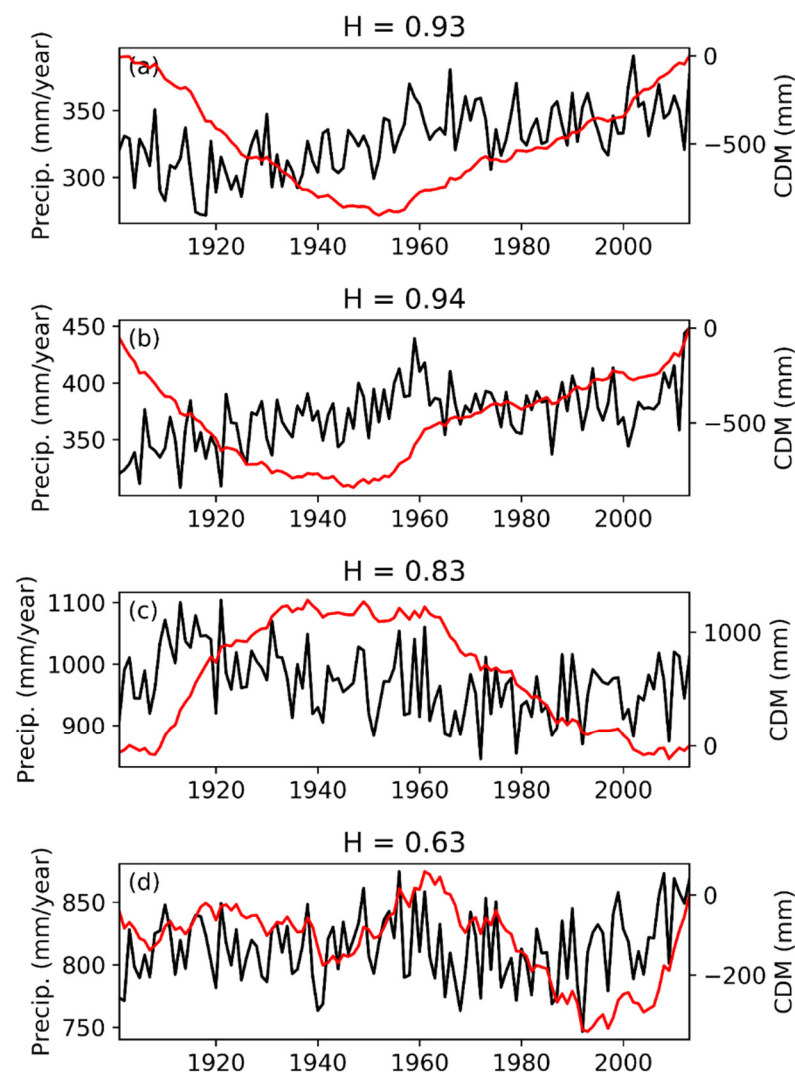 H = 0.93
(a)
Precip. (mm/year)
350
300
0
−500
CDM (mm)
1920 1940 1960 1980 2000
H = 0.94
(b)
Precip. (mm/year)
450
400
350
300
0
−500
CDM (mm)
1920 1940 1960 1980 2000
H = 0.83
(c)
Precip. (mm/year)
1100
1000
900
1000
0
CDM (mm)
1920 1940 1960 1980 2000
H = 0.63
(d)
Precip. (mm/year)
850
800
750
0
−200
CDM (mm)
1920 1940 1960 1980 2000